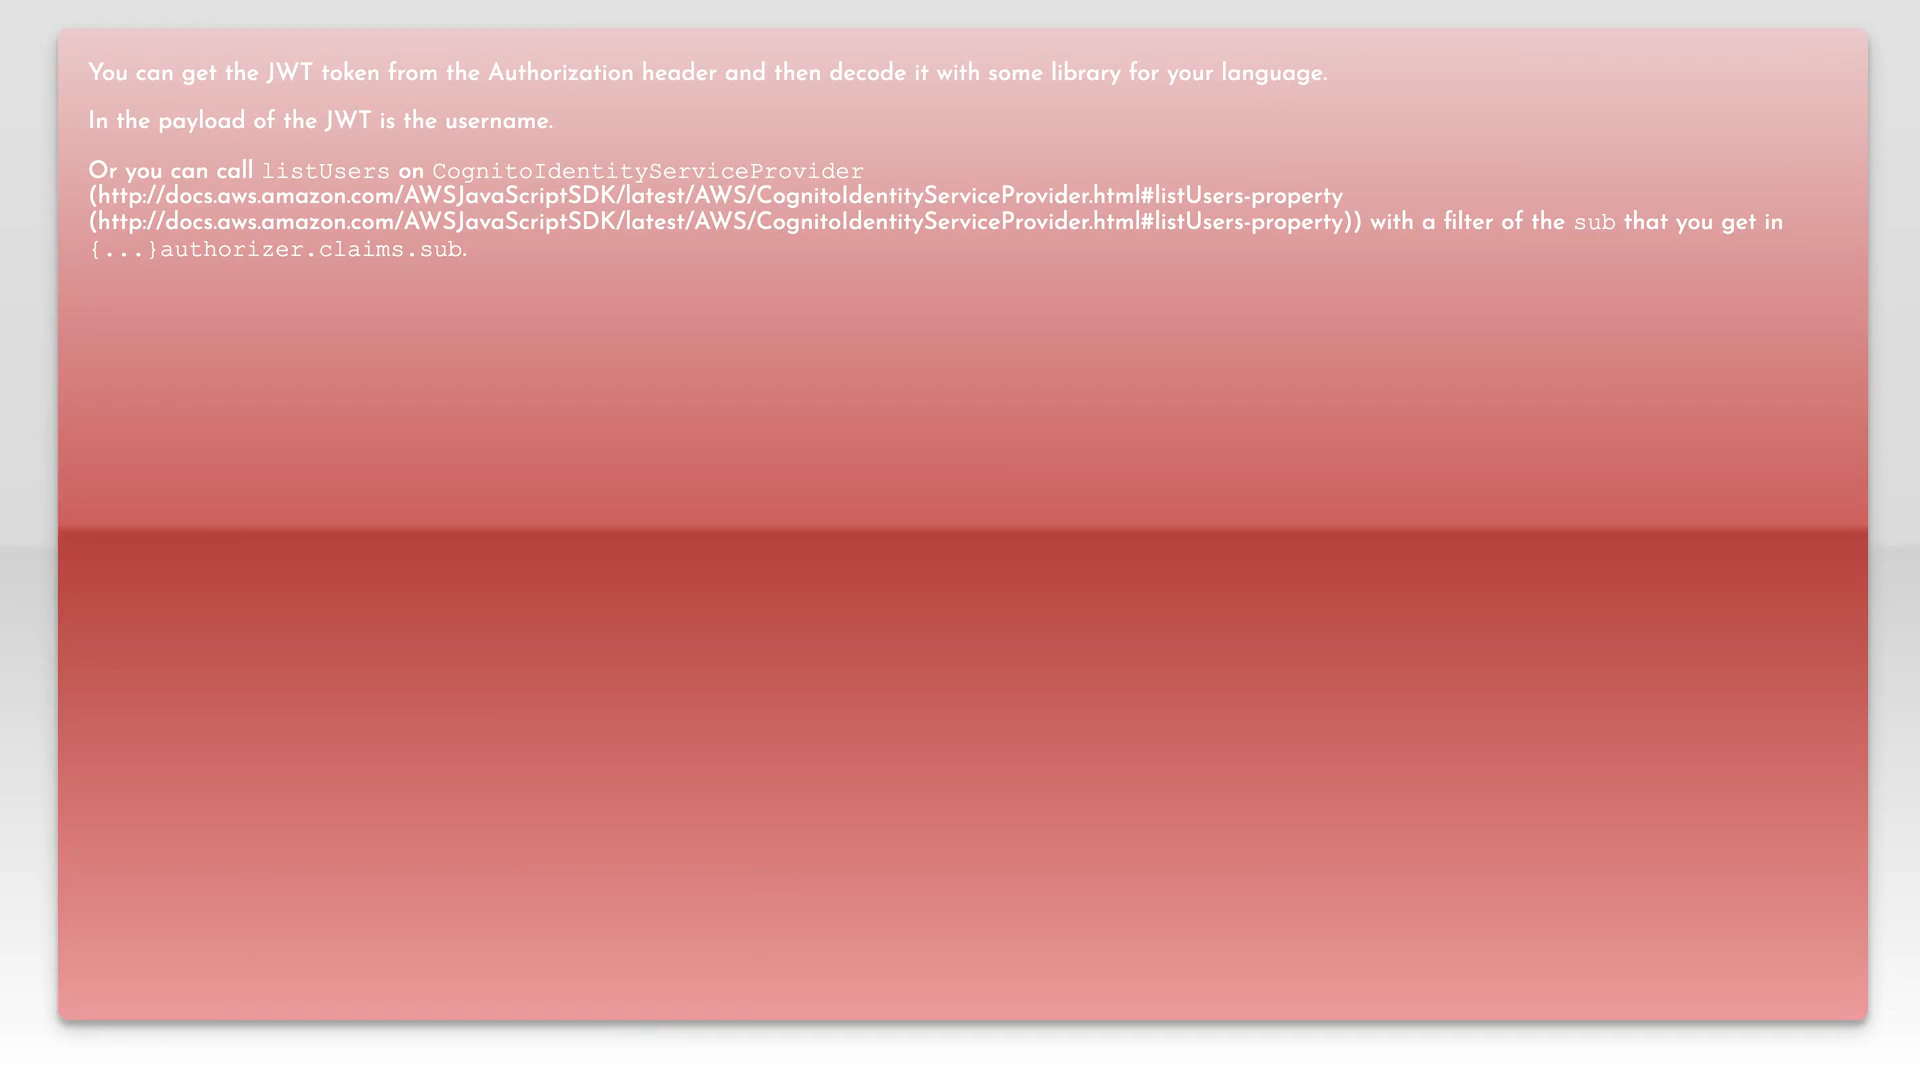 You can get the JWT token from the Authorization header and then decode it with some library for your language.
In the payload of the JWT is the username.
Or you can call listUsers on CognitoIdentityServiceProvider
(http://docs.aws.amazon.com/AWSJavaScriptSDK/latest/AWS/CognitoIdentityServiceProvider.html#listUsers-property
(http://docs.aws.amazon.com/AWSJavaScriptSDK/latest/AWS/CognitoIdentityServiceProvider.html#listUsers-property)) with a filter of the sub that you get in
{...}authorizer.claims.sub.